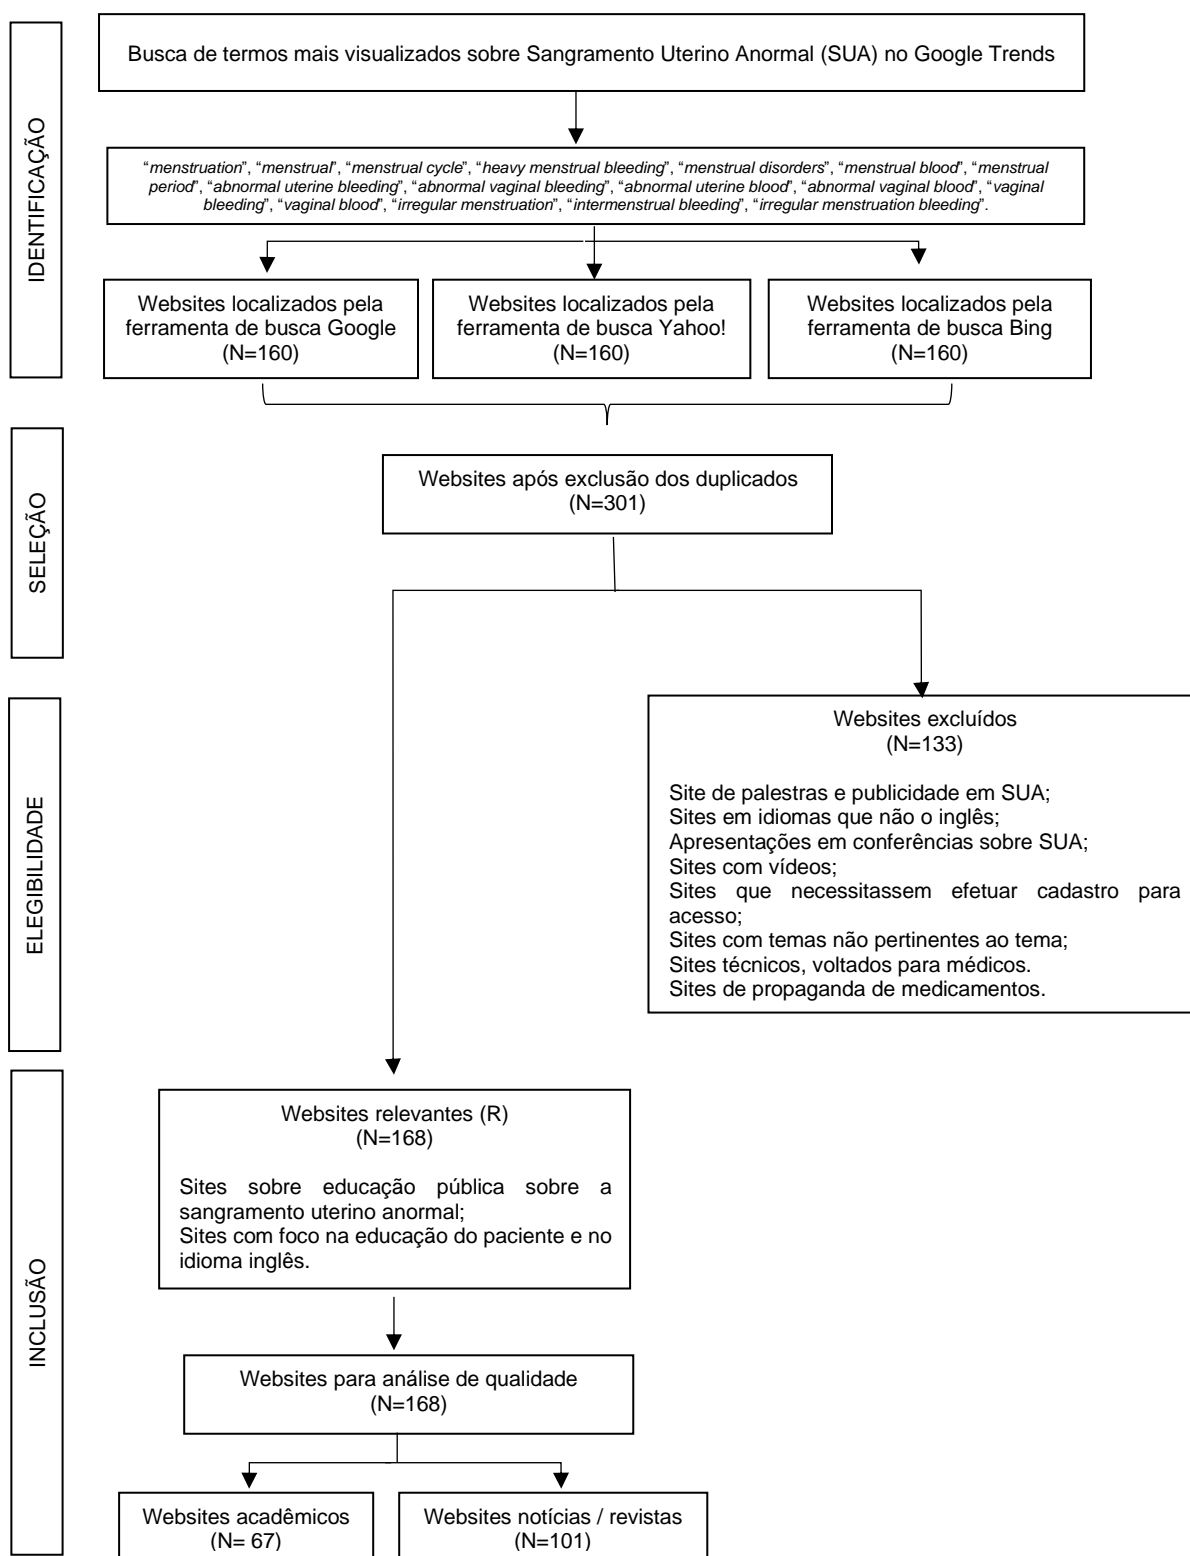 IDENTIFICAÇÃO
Busca de termos mais visualizados sobre Sangramento Uterino Anormal (SUA) no Google Trends
“menstruation”, “menstrual”, “menstrual cycle”, “heavy menstrual bleeding”, “menstrual disorders”, “menstrual blood”, “menstrual
period”, “abnormal uterine bleeding”, “abnormal vaginal bleeding”, “abnormal uterine blood”, “abnormal vaginal blood”, “vaginal
bleeding”, “vaginal blood”, “irregular menstruation”, “intermenstrual bleeding”, “irregular menstruation bleeding”.
Websites localizados pela
ferramenta de busca Google
(N=160)
Websites localizados pela
ferramenta de busca Yahoo!
(N=160)
Websites localizados pela
ferramenta de busca Bing
(N=160)
SELEÇÃO
Websites após exclusão dos duplicados
(N=301)
ELEGIBILIDADE
Websites excluídos
(N=133)
Site de palestras e publicidade em SUA;
Sites em idiomas que não o inglês;
Apresentações em conferências sobre SUA;
Sites com vídeos;
Sites que necessitassem efetuar cadastro para
acesso;
Sites com temas não pertinentes ao tema;
Sites técnicos, voltados para médicos.
Sites de propaganda de medicamentos.
INCLUSÃO
Websites relevantes (R)
(N=168)
Sites sobre educação pública sobre a
sangramento uterino anormal;
Sites com foco na educação do paciente e no
idioma inglês.
Websites para análise de qualidade
(N=168)
Websites acadêmicos
(N= 67)
Websites notícias / revistas
(N=101)